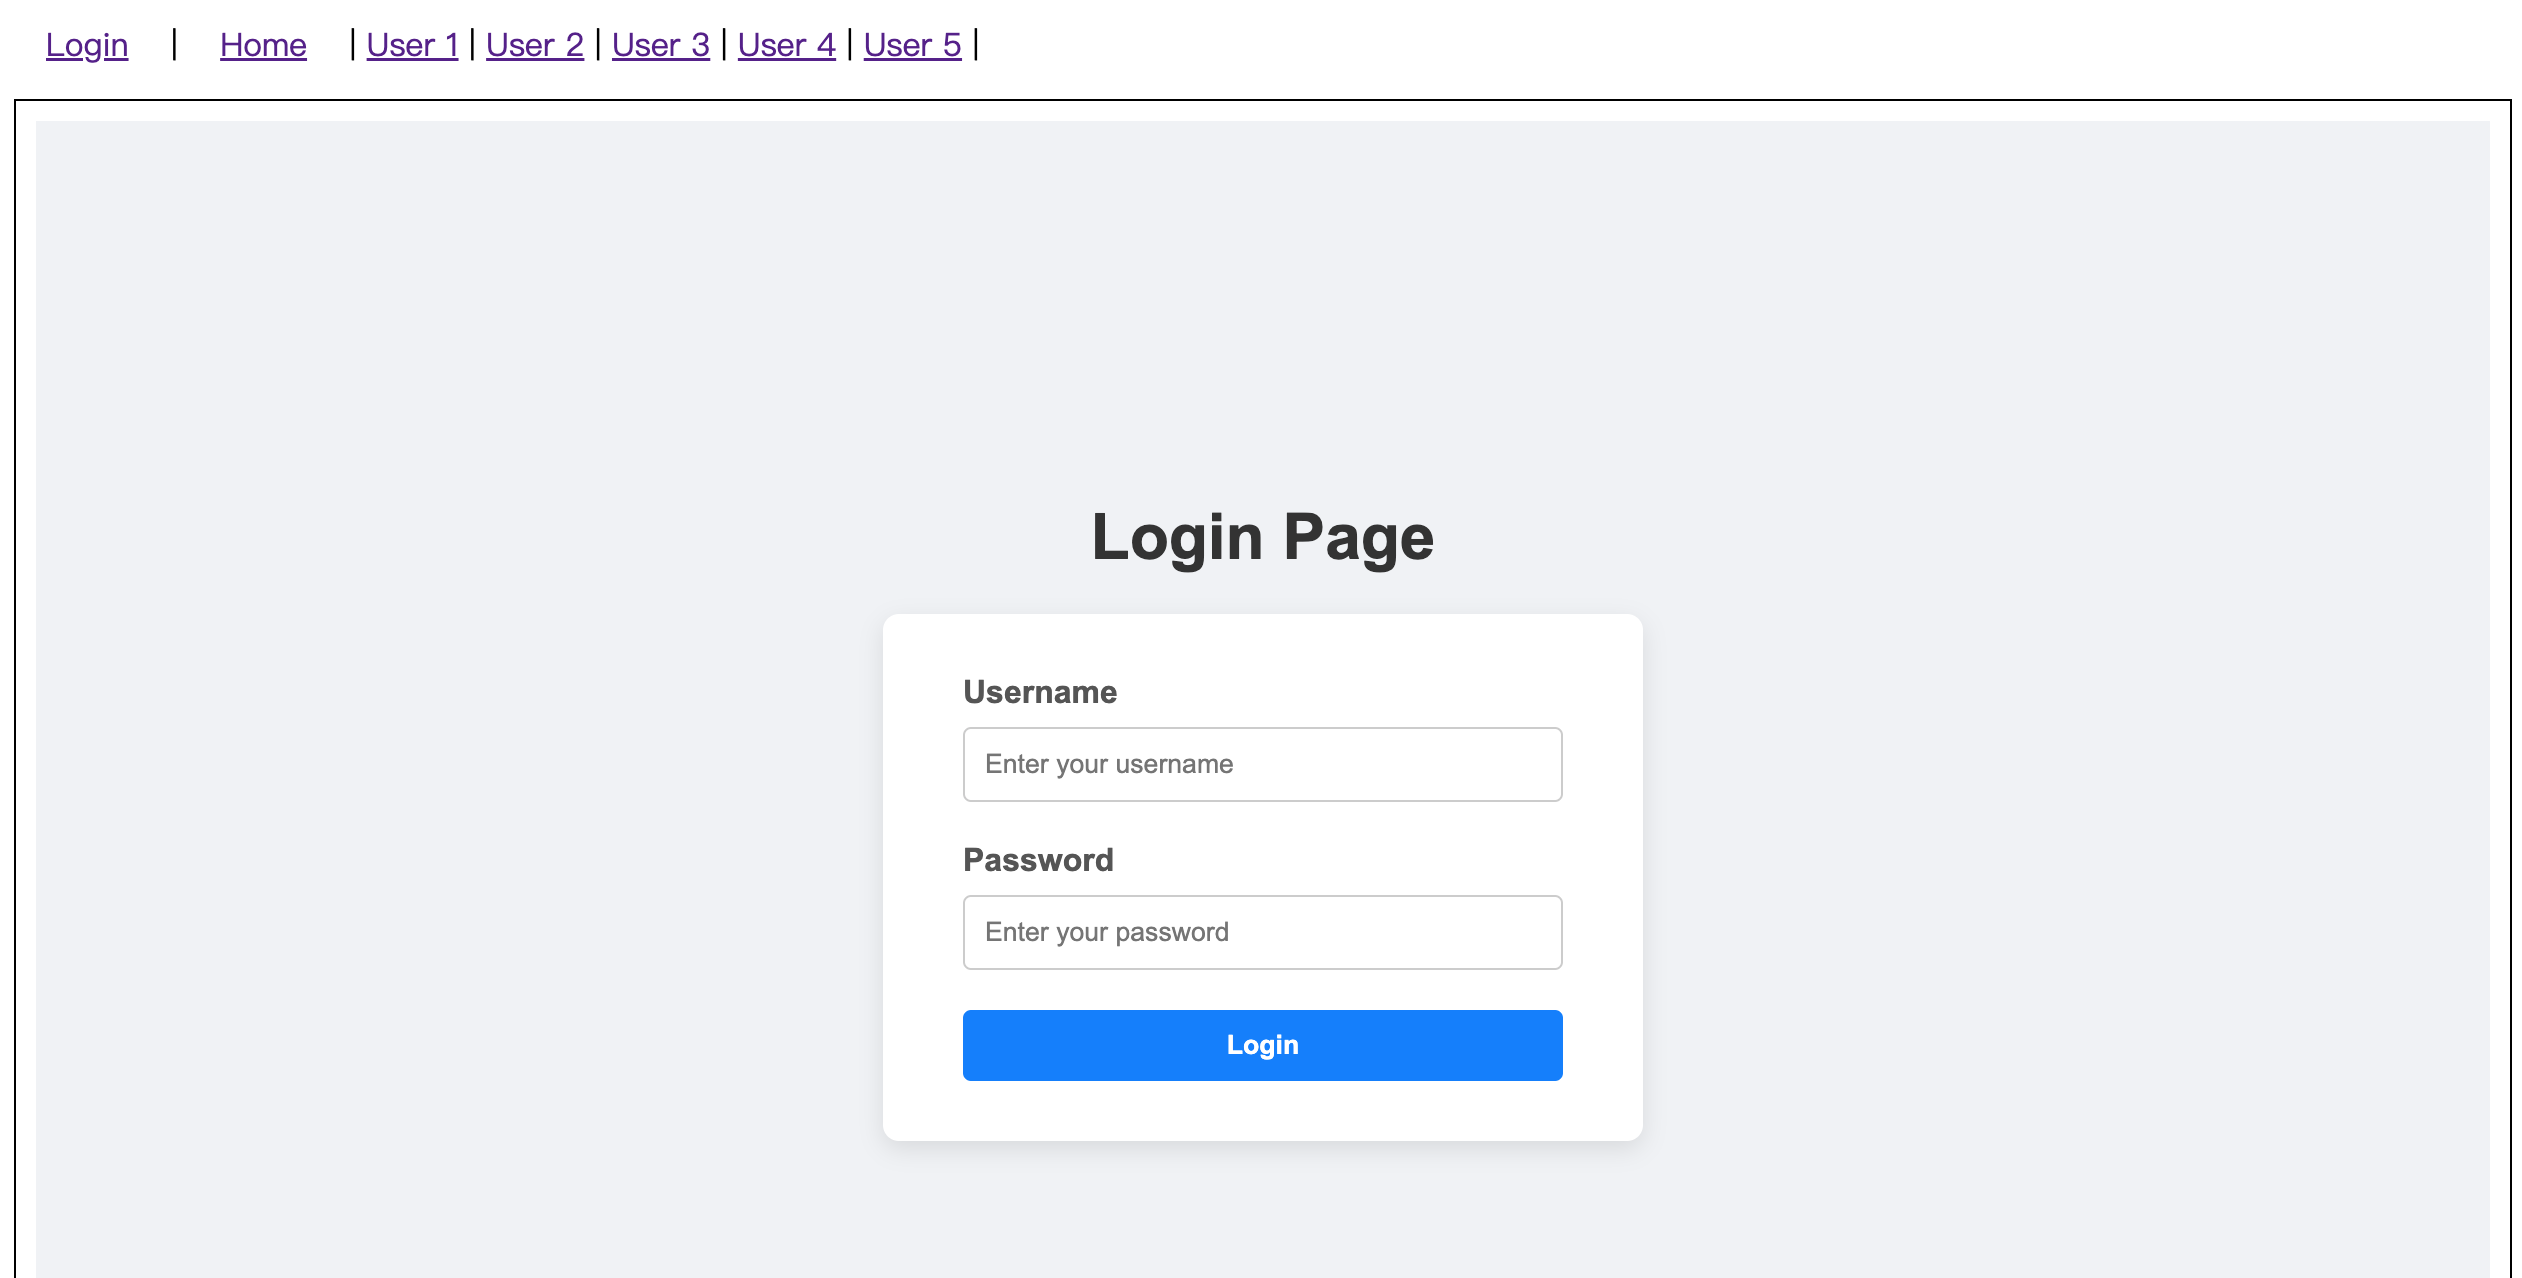 Login | Home | User 1 | User 2 | User 3 | User 4 | User 5 |
Login Page
Username
Enter your username
Password
Enter your password
Login